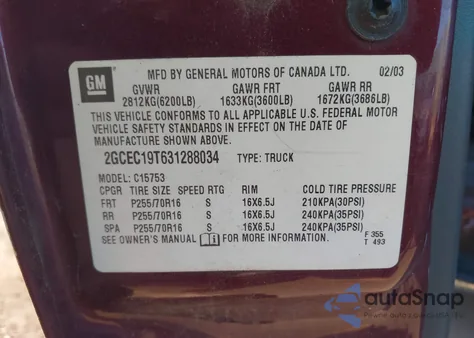 GM
MFD BY GENERAL MOTORS OF CANADA LTD. 02/03
GVWR GAWR FRT GAWR RR
2812KG(6200LB) 1633KG(3600LB) 1672KG(3686LB)
THIS VEHICLE CONFORMS TO ALL APPLICABLE U.S. FEDERAL MOTOR
VEHICLE SAFETY STANDARDS IN EFFECT ON THE DATE OF
MANUFACTURE SHOWN ABOVE.
2GCEC19T631288034 TYPE: TRUCK
MODEL: C15753
CPGR TIRE SIZE SPEED RTG RIM COLD TIRE PRESSURE
FRT P255/70R16 S 16X6.5J 210KPA(30PSI)
RR P255/70R16 S 16X6.5J 240KPA(35PSI)
SPA P255/70R16 S 16X6.5J 240KPA(35PSI)
SEE OWNER'S MANUAL i FOR MORE INFORMATION.
F 355
T 493
autoSnap